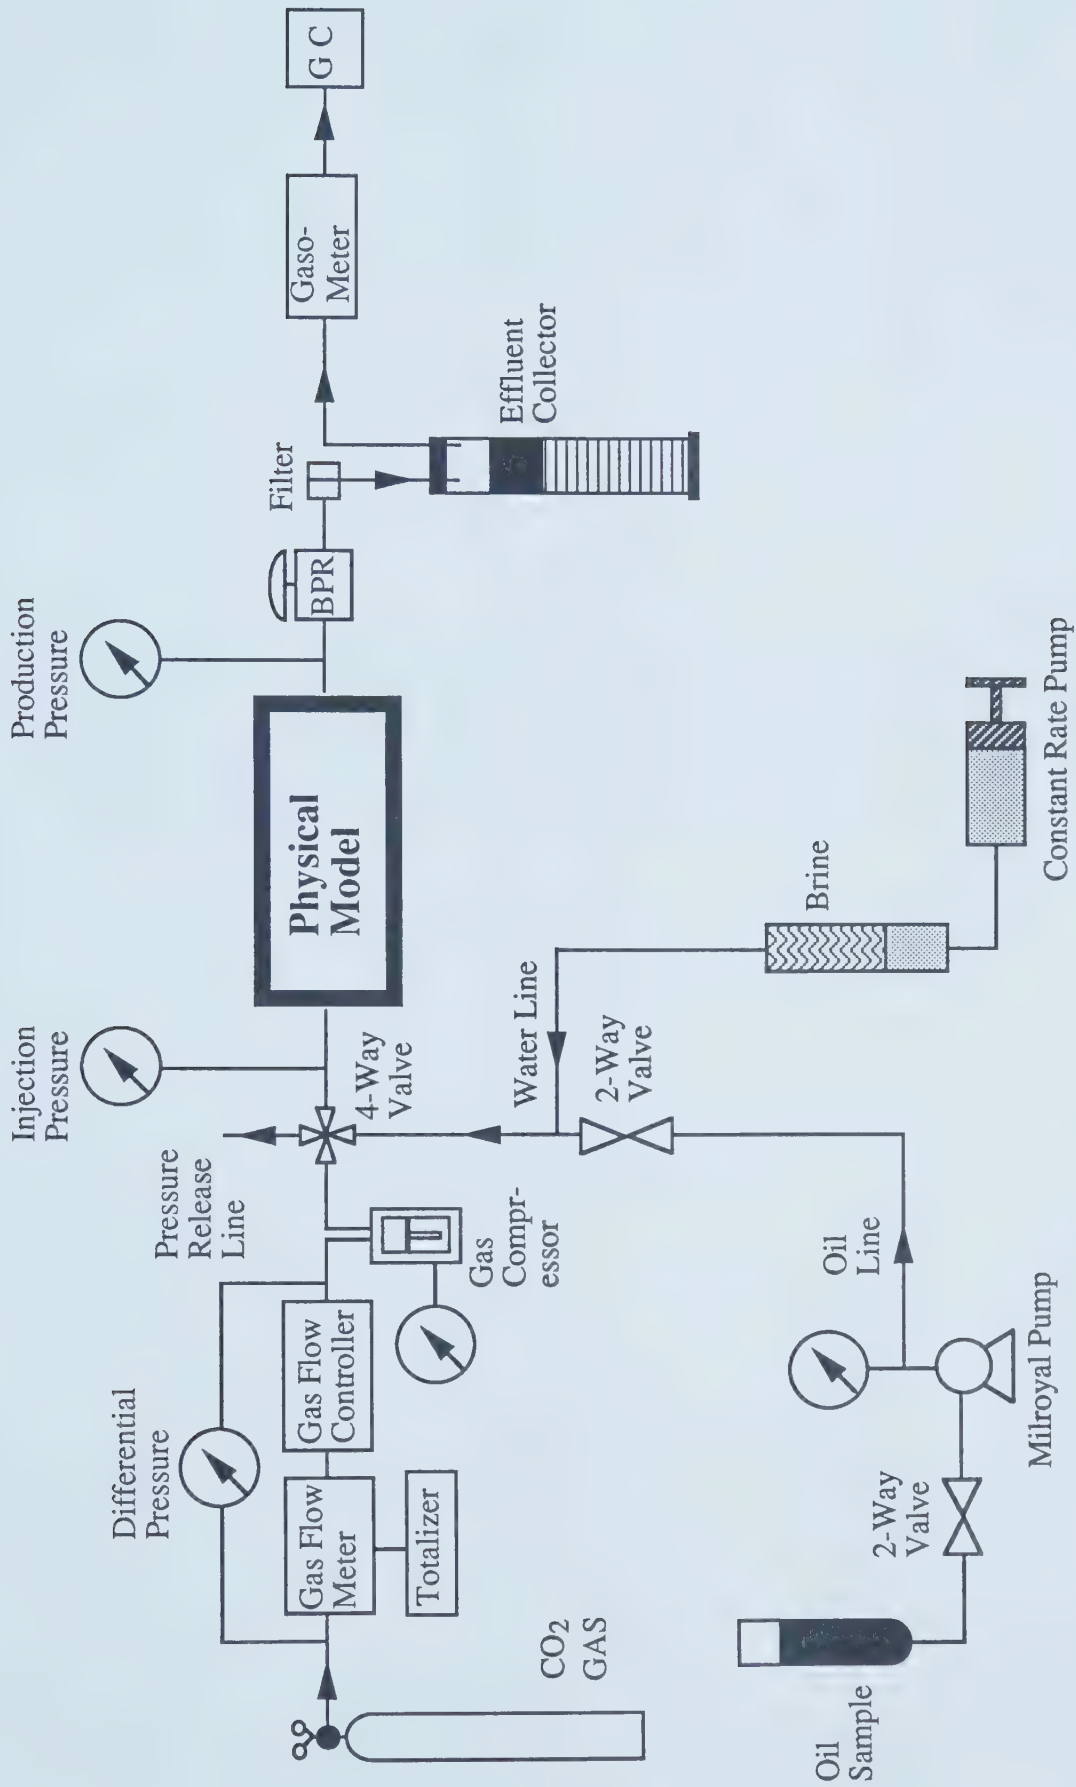 Production
Pressure
Injection
Pressure
Differential
Pressure
Pressure
Release
Line
Filter
G C
Gaso-
Meter
BPR
Physical
Model
4-Way
Valve
Gas Flow
Controller
Gas Flow
Meter
Totalizer
Gas
Compr-
essor
Effluent
Collector
CO₂
GAS
Water Line
2-Way
Valve
Brine
Constant Rate Pump
Oil
Line
Milroyal Pump
2-Way
Valve
Oil
Sample